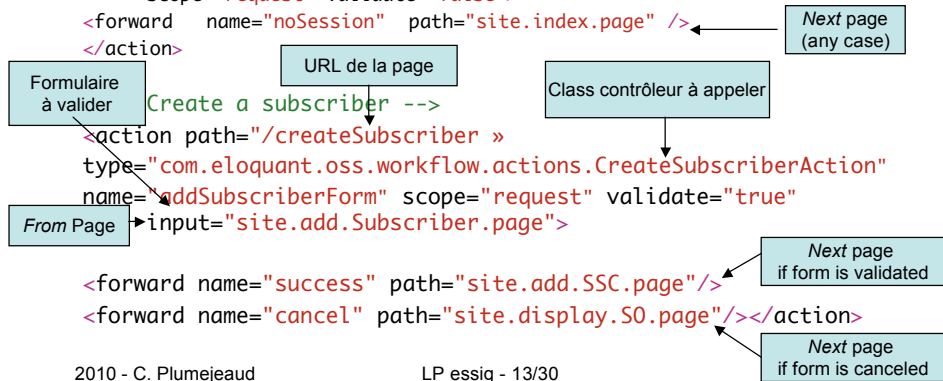 scope="request" validate="false">
<forward name="noSession" path="site.index.page" />
Next page
(any case)
</action>
Formulaire
à valider
URL de la page
Class contrôleur à appeler
Create a subscriber -->
<action path="/createSubscriber »
type="com.eloquant.oss.workflow.actions.CreateSubscriberAction"
name="addSubscriberForm" scope="request" validate="true"
From Page
input="site.add.Subscriber.page">
Next page
if form is validated
<forward name="success" path="site.add.SSC.page"/>
<forward name="cancel" path="site.display.SO.page"/></action>
Next page
if form is canceled
2010 - C. Plumejeaud
LP essig - 13/30